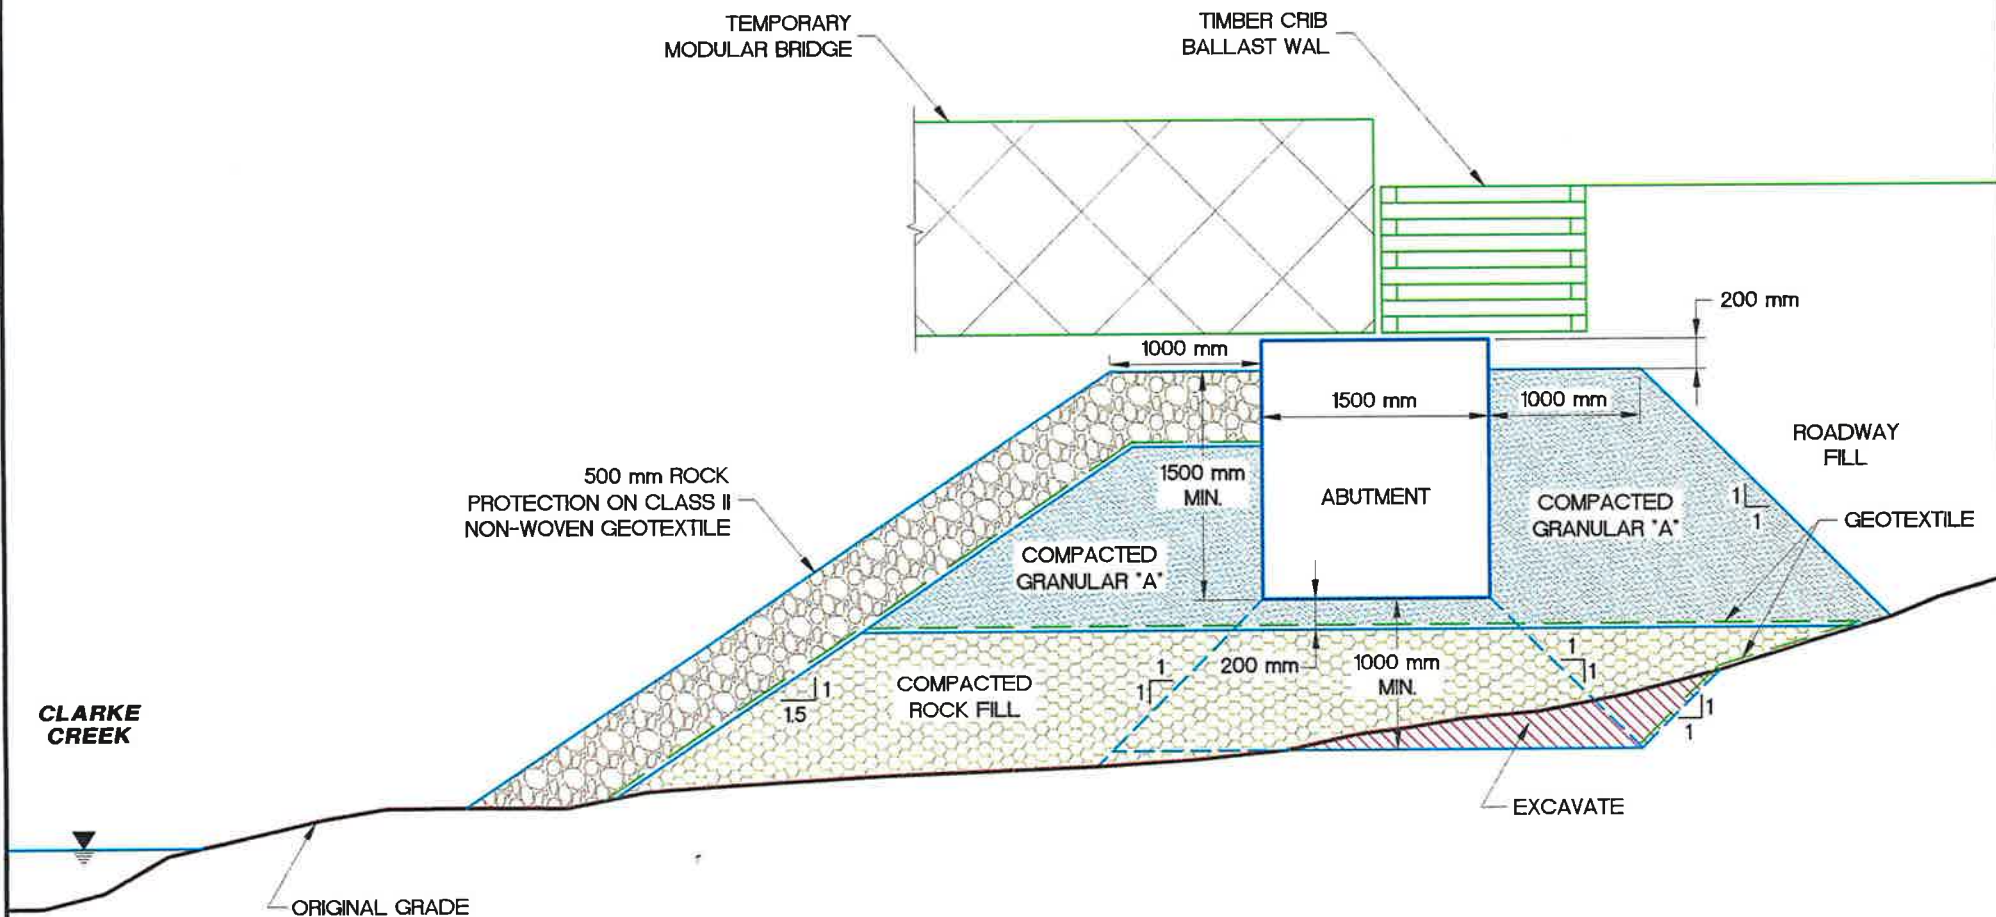 TEMPORARY
MODULAR BRIDGE
TIMBER CRIB
BALLAST WAL
200 mm
1000 mm
1500 mm
1000 mm
ROADWAY
FILL
500 mm ROCK
PROTECTION ON CLASS II
NON-WOVEN GEOTEXTILE
1500 mm
MIN.
ABUTMENT
COMPACTED
GRANULAR "A"
1
1
GEOTEXTILE
COMPACTED
GRANULAR "A"
1
1
200 mm
1000 mm
MIN.
1
1
COMPACTED
ROCK FILL
1
1.5
1
1
CLARKE
CREEK
EXCAVATE
ORIGINAL GRADE